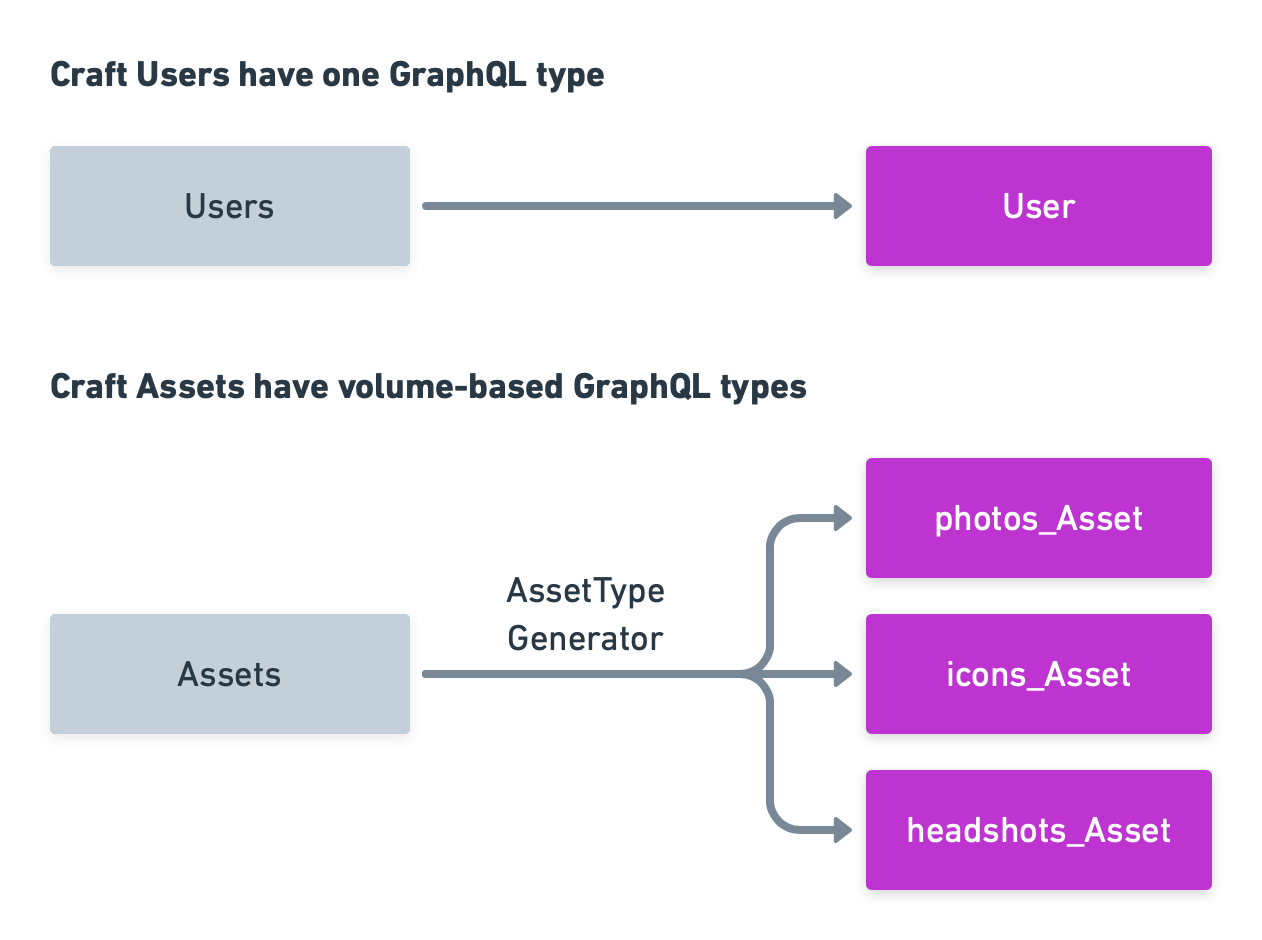 Craft Users have one GraphQL type
Users
User
Craft Assets have volume-based GraphQL types
photos_Asset
AssetType
Generator
Assets
icons_Asset
headshots_Asset